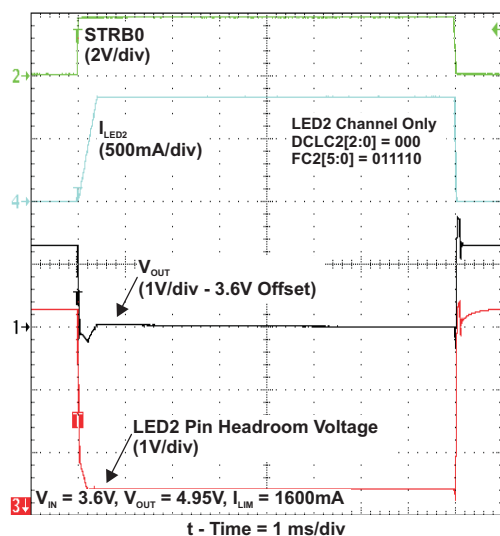 STRB0
(2V/div)
2
I_LED2
(500mA/div)
LED2 Channel Only
DCLC2[2:0] = 000
FC2[5:0] = 011110
T
4
V_OUT
(1V/div - 3.6V Offset)
1
LED2 Pin Headroom Voltage
(1V/div)
3
V_IN = 3.6V, V_OUT = 4.95V, I_LIM = 1600mA
t - Time = 1 ms/div